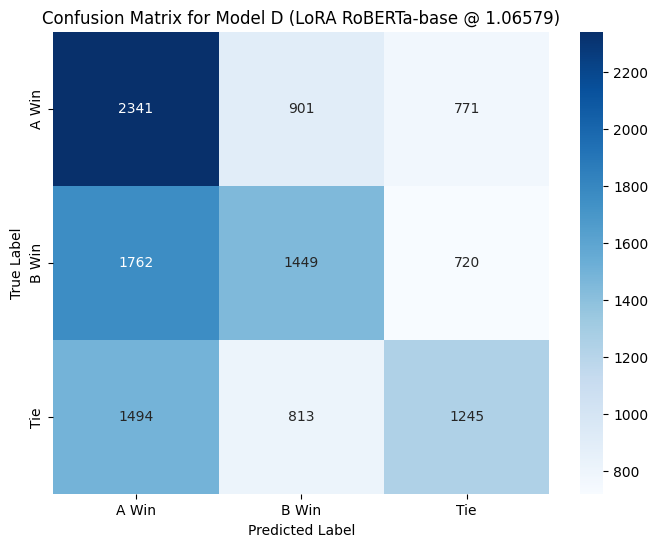 Confusion Matrix for Model D (LoRA RoBERTa-base @ 1.06579)
True Label
A Win
2341
901
771
B Win
1762
1449
720
Tie
1494
813
1245
A Win
B Win
Tie
Predicted Label
2200
2000
1800
1600
1400
1200
1000
800